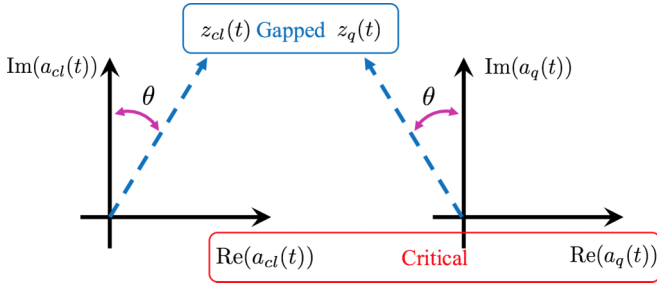 z_{cl}(t) Gapped z_q(t)
Im(a_{cl}(t)) Im(a_q(t))
θ θ
Re(a_{cl}(t)) Critical Re(a_q(t))